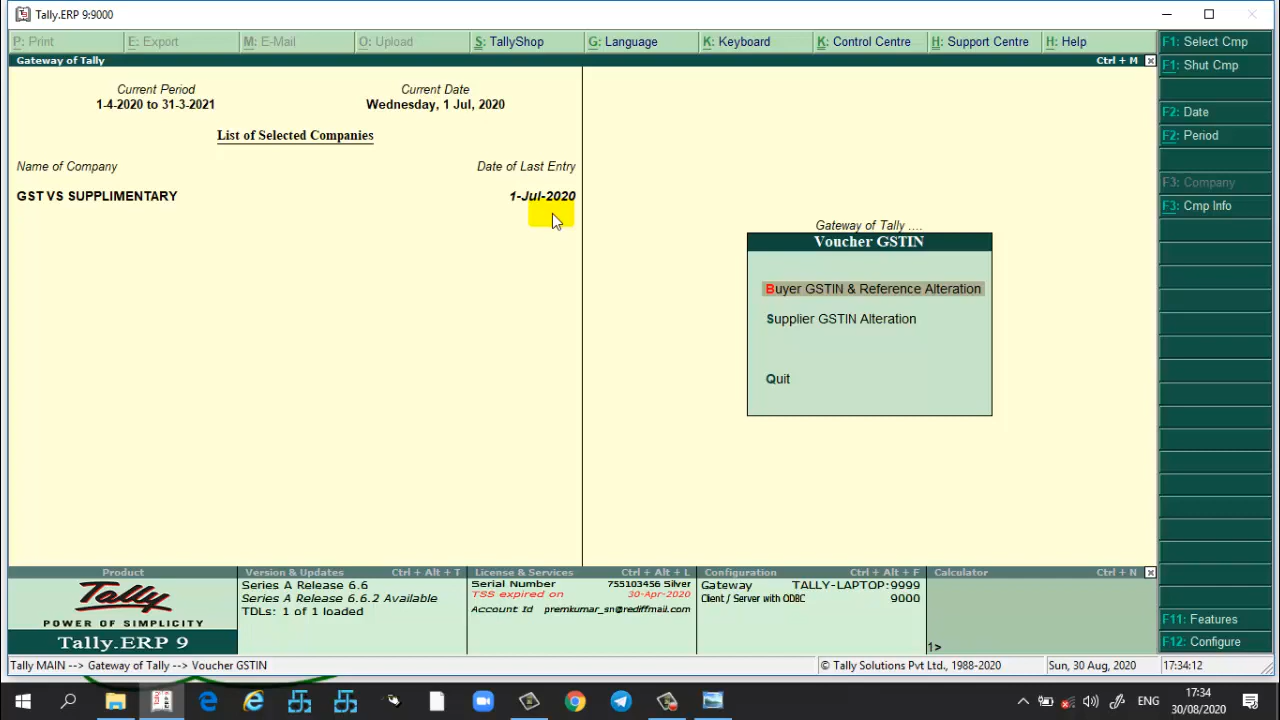 Tally.ERP 9:9000
P: Print
E: Export
M: E-Mail
O: Upload
S: TallyShop
G: Language
K: Keyboard
K: Control Centre
H: Support Centre
H: Help
Gateway of Tally
Ctrl + M
Current Period
1-4-2020 to 31-3-2021
Current Date
Wednesday, 1 Jul, 2020
List of Selected Companies
Name of Company
Date of Last Entry
GST VS SUPPLIMENTARY
1-Jul-2020
Gateway of Tally ....
Voucher GSTIN
Buyer GSTIN & Reference Alteration
Supplier GSTIN Alteration
Quit
F1: Select Cmp
F1: Shut Cmp
F2: Date
F2: Period
F3: Company
F3: Cmp Info
F11: Features
F12: Configure
Product
Tally
POWER OF SIMPLICITY
Tally.ERP 9
Version & Updates Ctrl + Alt + T
Series A Release 6.6
Series A Release 6.6.2 Available
TDLs: 1 of 1 loaded
License & Services Ctrl + Alt + L
Serial Number 755103456 Silver
TSS expired on 30-Apr-2020
Account Id premkumar_sn@rediffmail.com
Configuration Ctrl + Alt + F
Gateway TALLY-LAPTOP:9999
Client / Server with ODBC 9000
Calculator Ctrl + N
1>
Tally MAIN --> Gateway of Tally --> Voucher GSTIN
© Tally Solutions Pvt Ltd., 1988-2020
Sun, 30 Aug, 2020
17:34:12
ENG
17:34
30/08/2020